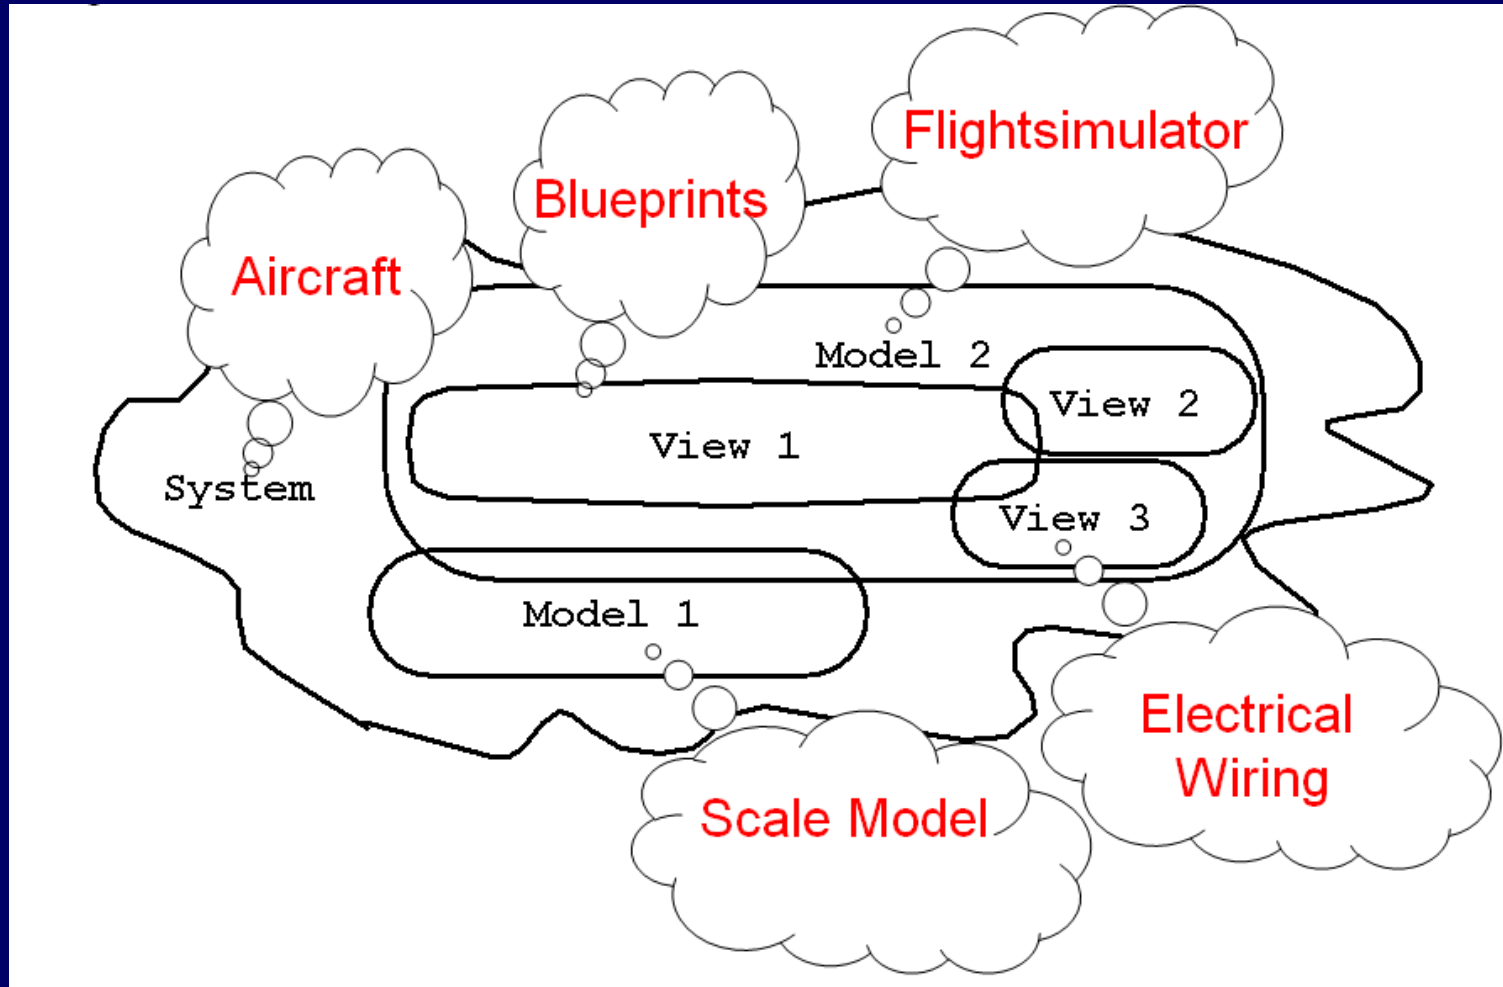 Flightsimulator
Blueprints
Aircraft
Model 2
View 2
View 1
System
View 3
Model 1
Electrical
Wiring
Scale Model